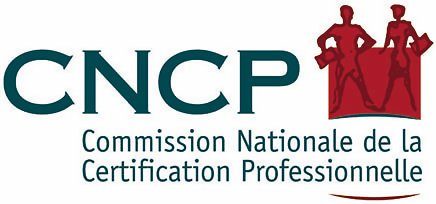 CNCP
Commission Nationale de la
Certification Professionnelle